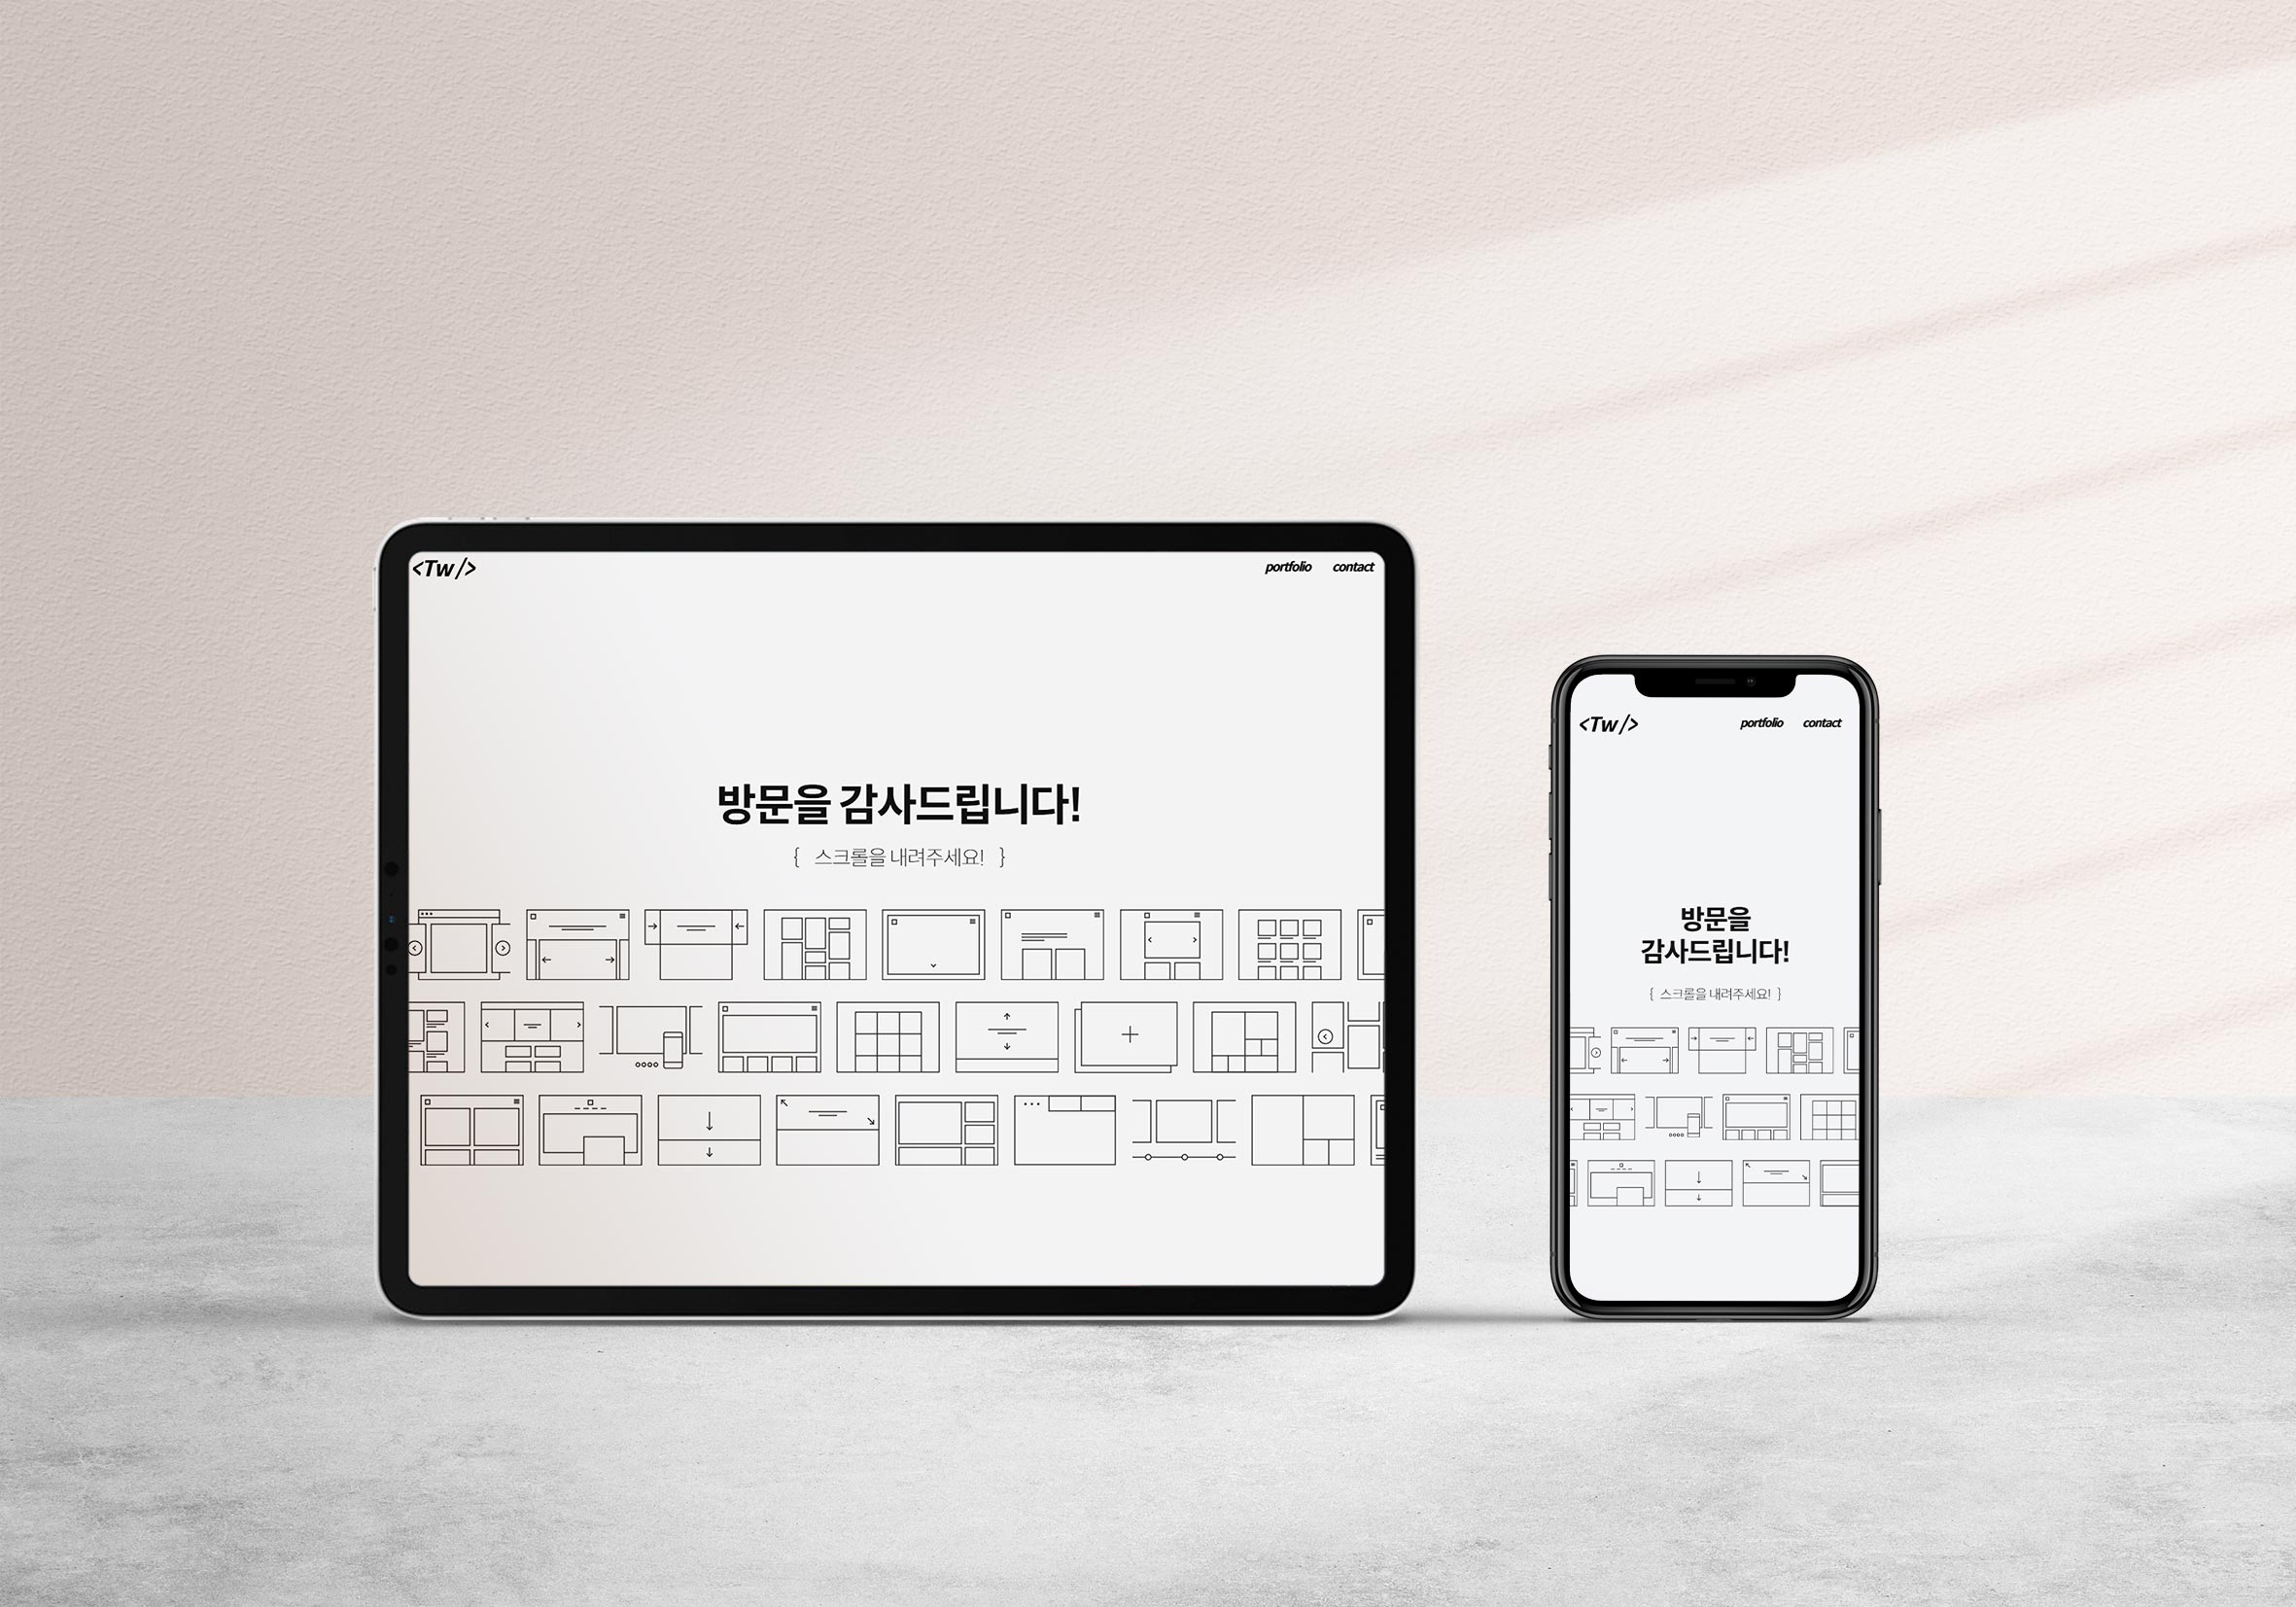 <Tw/>
portfolio contact
방문을 감사드립니다!
{ 스크롤을 내려주세요! }
<Tw/>
portfolio contact
방문을
감사드립니다!
{ 스크롤을 내려주세요! }